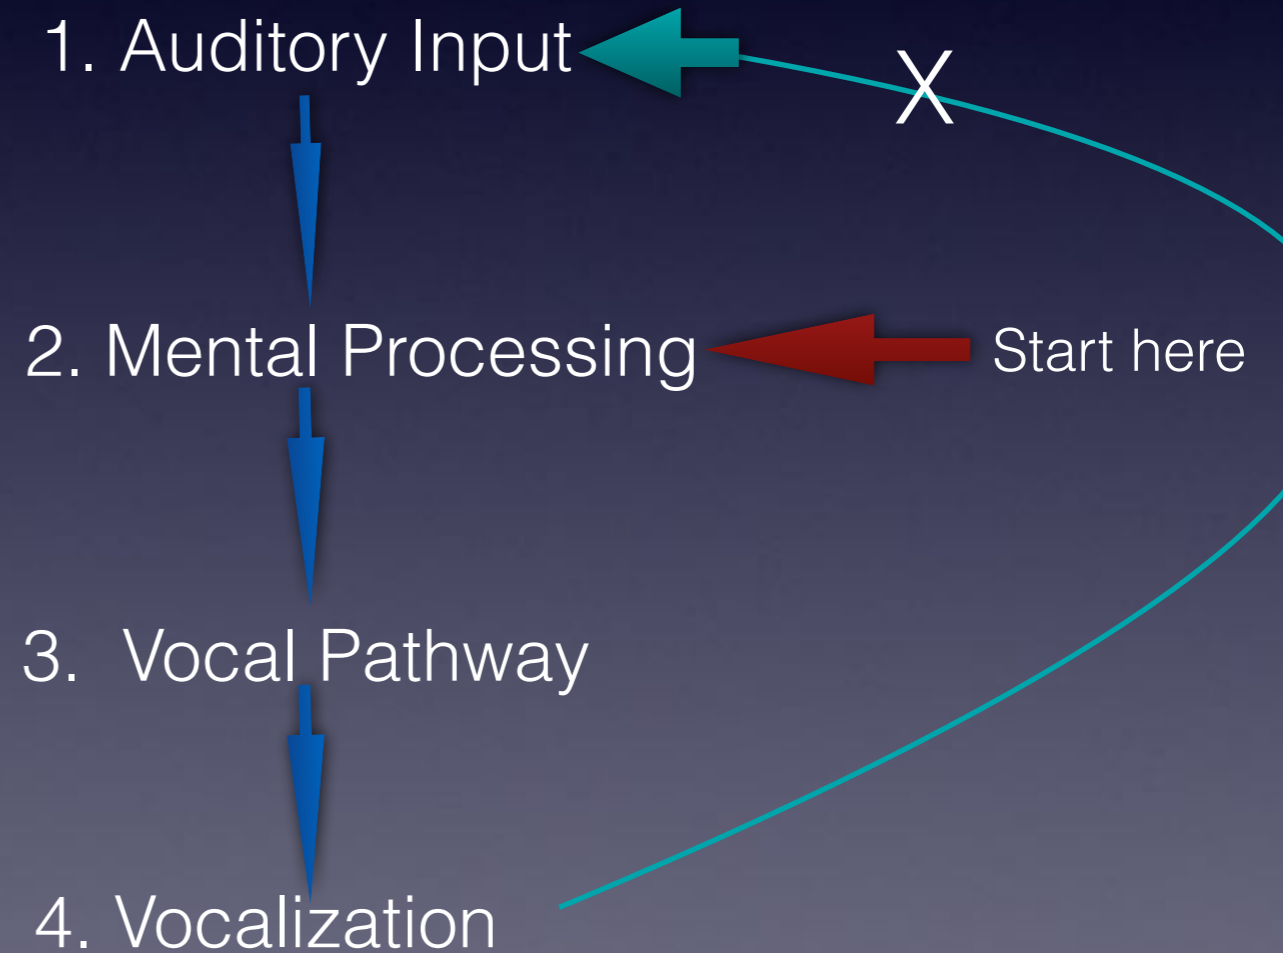 1. Auditory Input
X
2. Mental Processing
Start here
3. Vocal Pathway
4. Vocalization